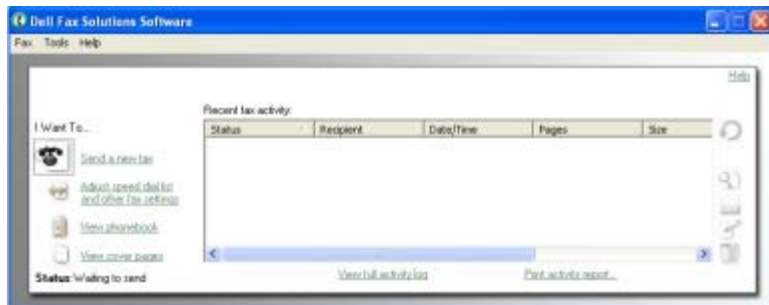 Dell Fax Solutions Software
Fax Tools Help
Help
Recent fax activity:
I Want To...
Status Recipient Date/Time Pages Size
Send a new fax
Adjust speed dial list
and other fax settings
View phonebook
View cover pages
Status: Waiting to send
View full activity log
Print activity report...